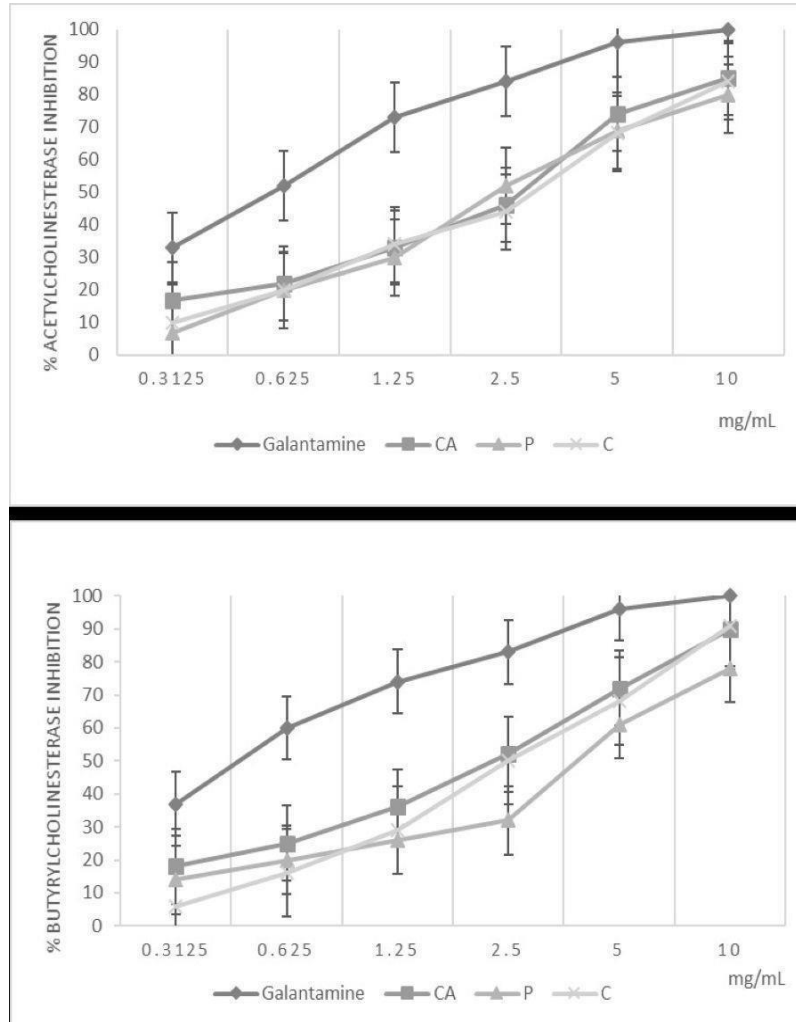 % ACETYLCHOLINESTERASE INHIBITION
100
90
80
70
60
50
40
30
20
10
0
0.3125 0.625 1.25 2.5 5 10
mg/mL
Galantamine CA P C
% BUTYRYLCHOLINESTERASE INHIBITION
100
90
80
70
60
50
40
30
20
10
0
0.3125 0.625 1.25 2.5 5 10
mg/mL
Galantamine CA P C